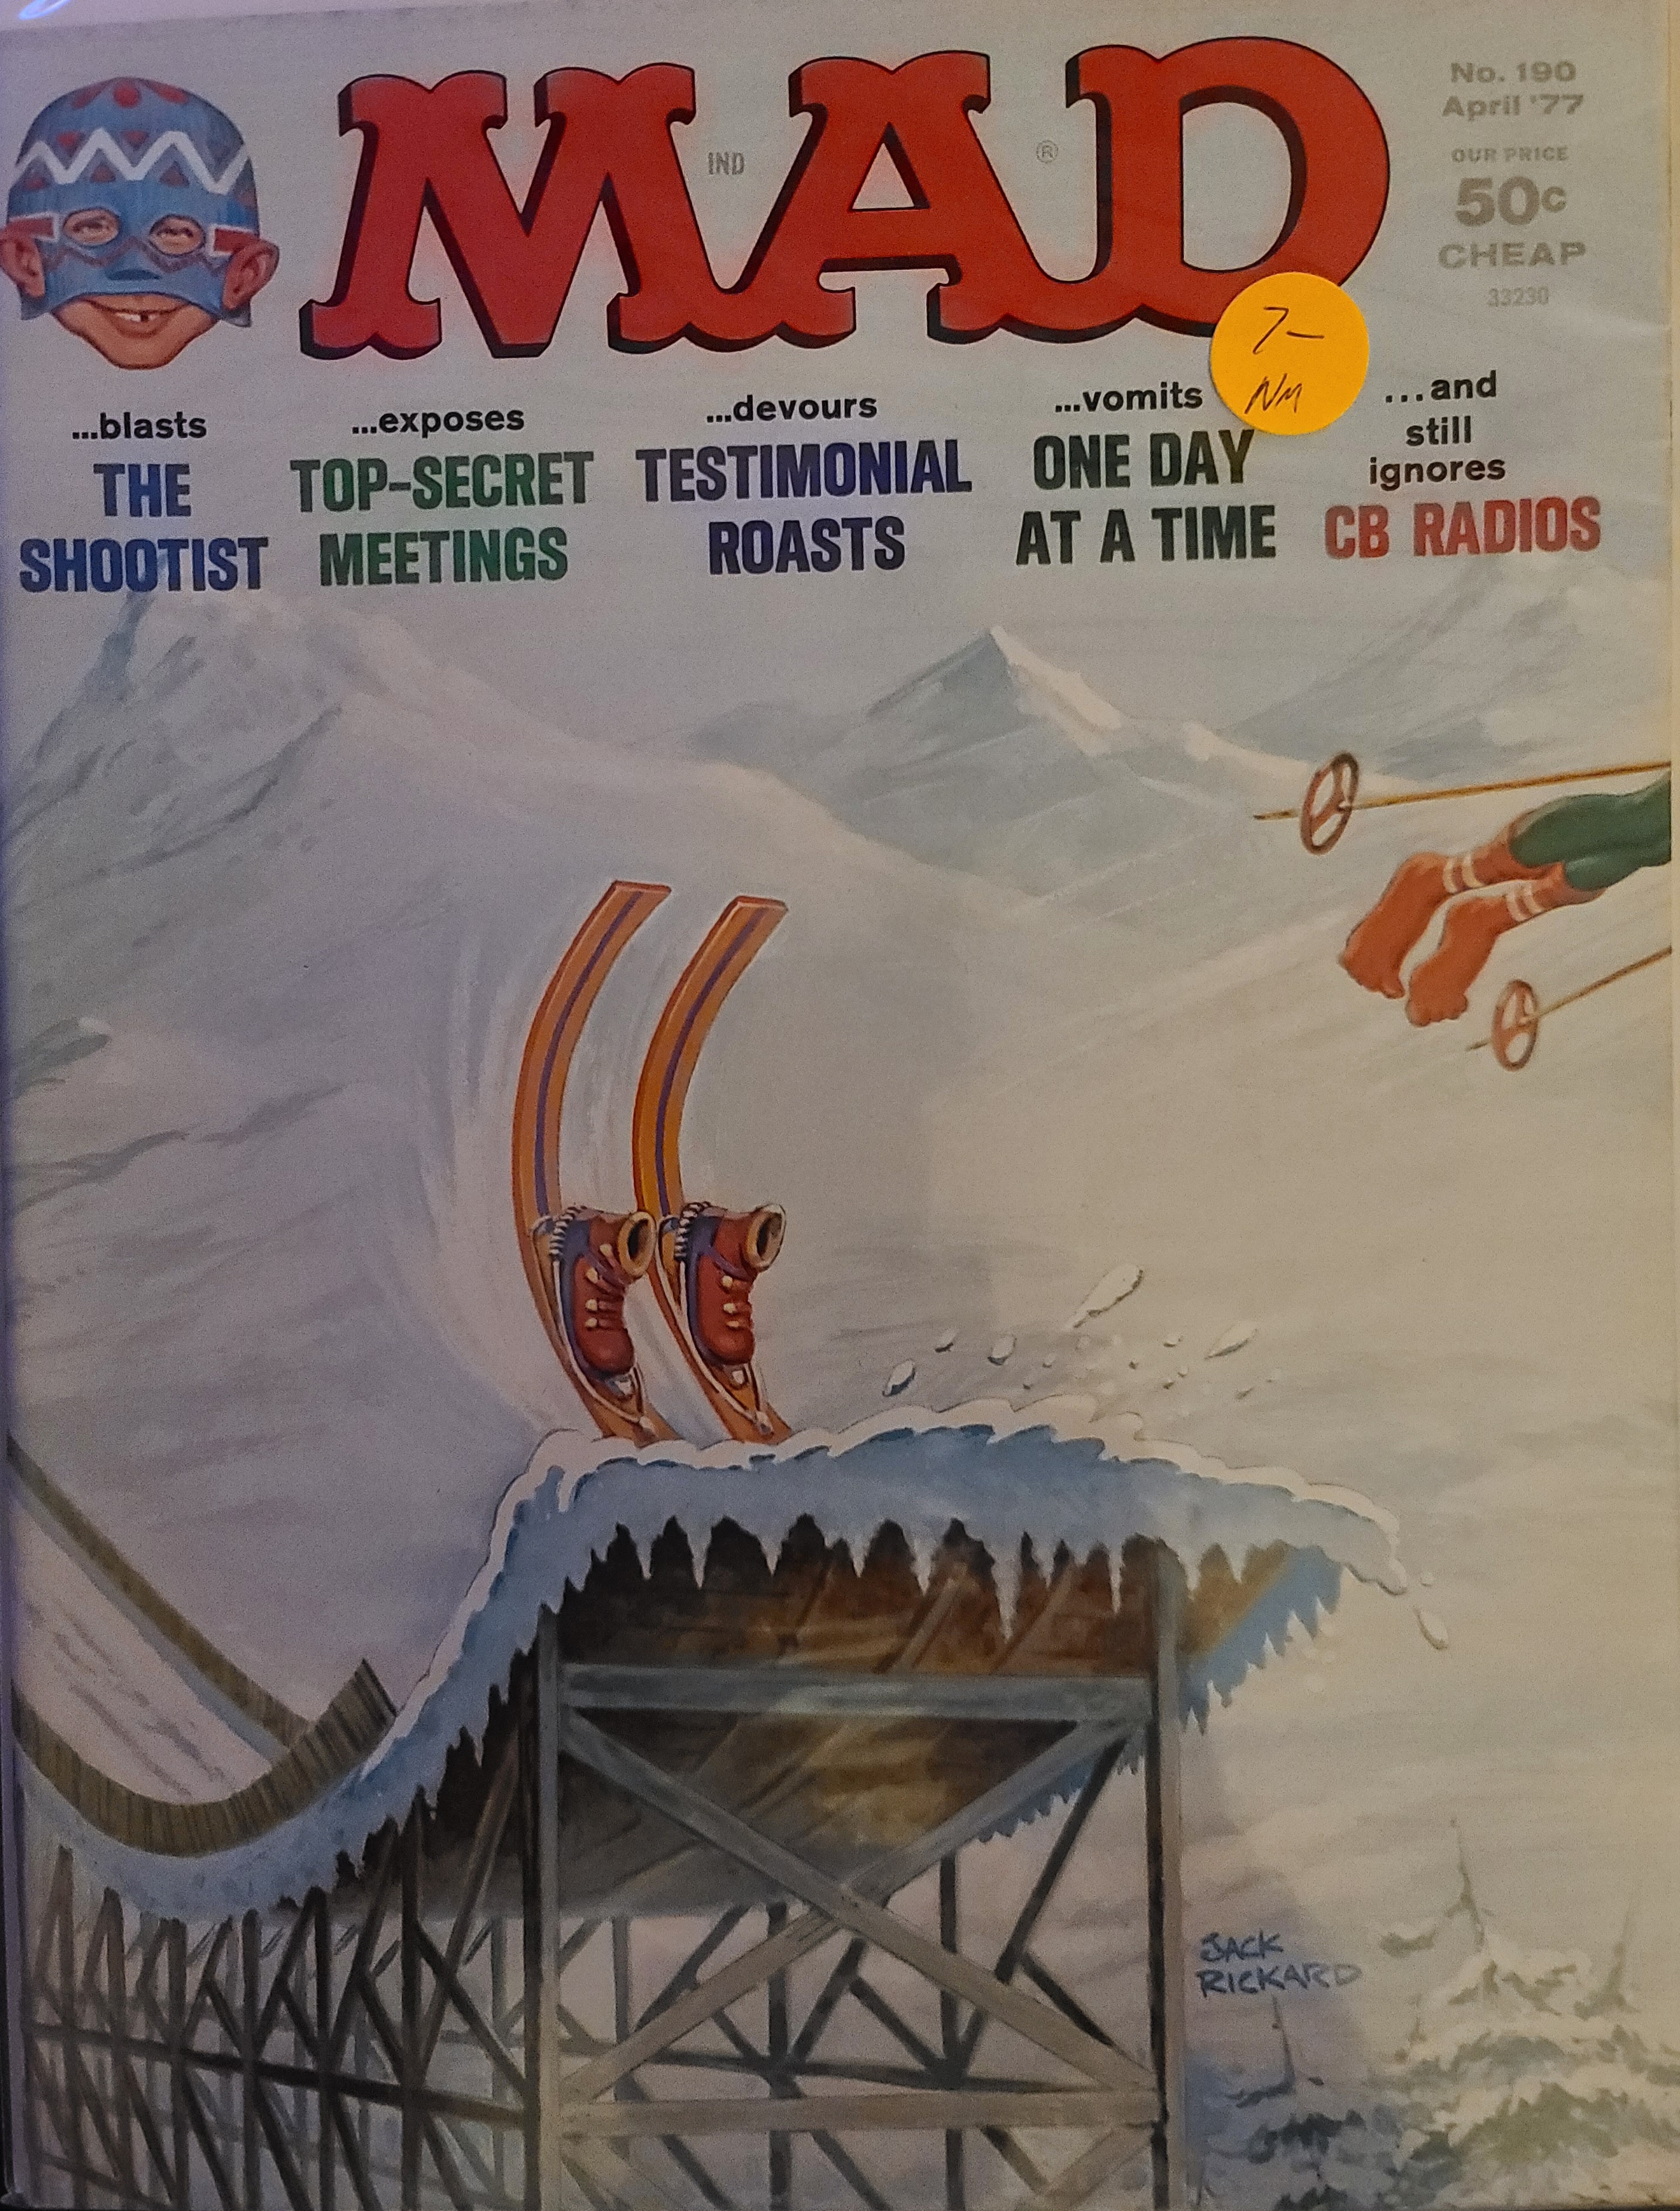 MAD
IND
®
No. 190
April '77
OUR PRICE
50¢
CHEAP
33230
7—
NM
...blasts
THE
SHOOTIST
...exposes
TOP-SECRET
MEETINGS
...devours
TESTIMONIAL
ROASTS
...vomits
ONE DAY
AT A TIME
...and
still
ignores
CB RADIOS
JACK
RICKARD